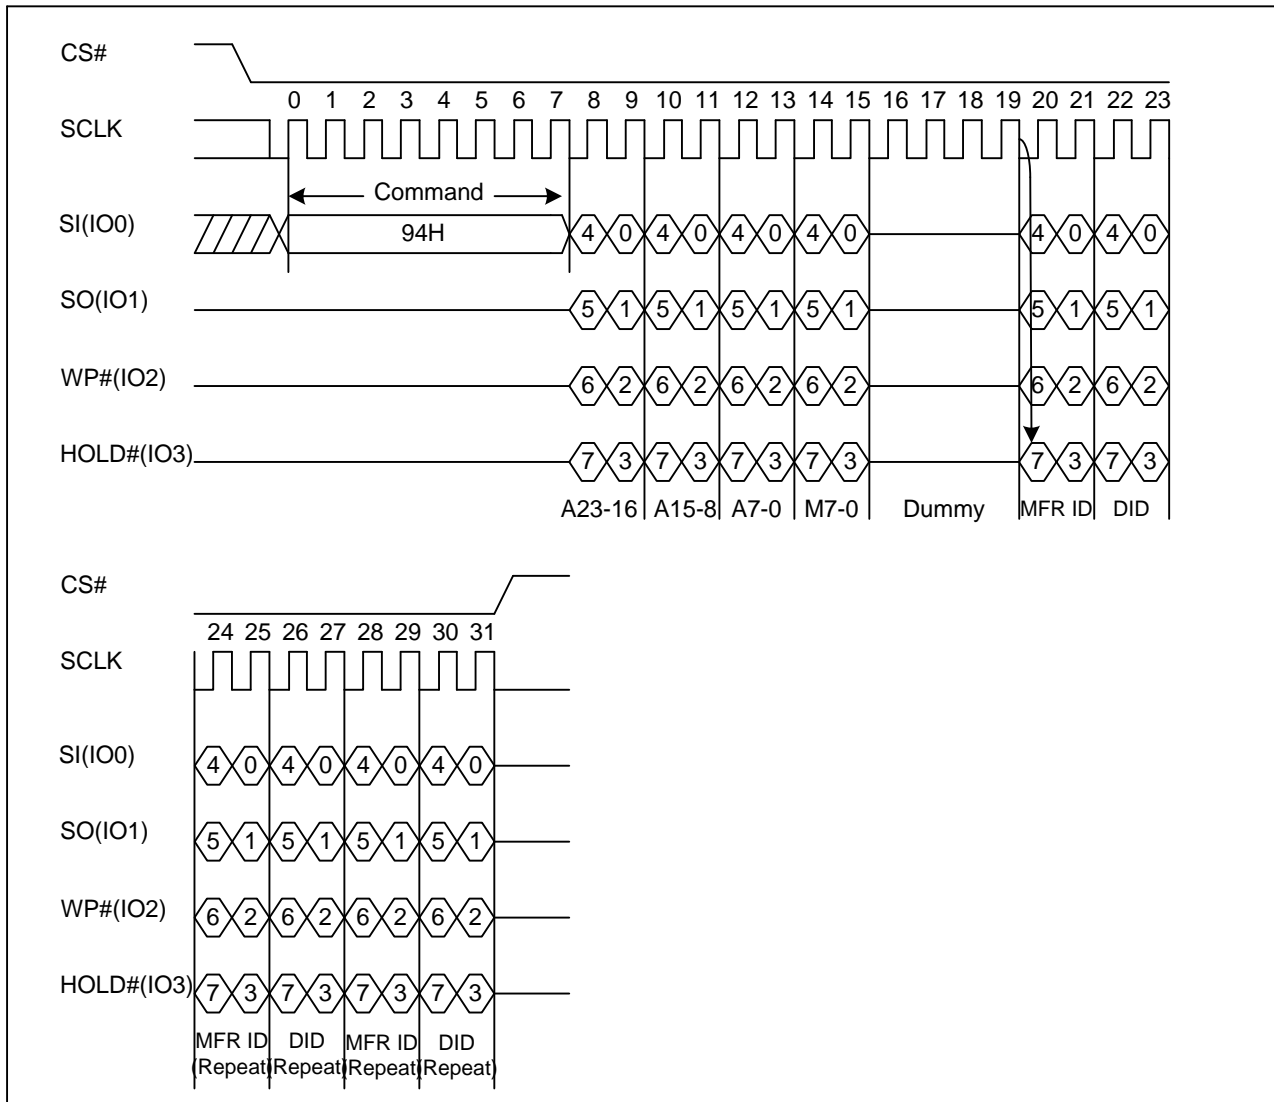 CS#
0 1 2 3 4 5 6 7 8 9 10 11 12 13 14 15 16 17 18 19 20 21 22 23
SCLK
Command
SI(IO0) 94H 4 0 4 0 4 0 4 0 4 0 4 0
SO(IO1) 5 1 5 1 5 1 5 1 5 1 5 1
WP#(IO2) 6 2 6 2 6 2 6 2 6 2 6 2
HOLD#(IO3) 7 3 7 3 7 3 7 3 7 3 7 3
A23-16 A15-8 A7-0 M7-0 Dummy MFR ID DID
CS#
24 25 26 27 28 29 30 31
SCLK
SI(IO0) 4 0 4 0 4 0 4 0
SO(IO1) 5 1 5 1 5 1 5 1
WP#(IO2) 6 2 6 2 6 2 6 2
HOLD#(IO3) 7 3 7 3 7 3 7 3
MFR ID DID MFR ID DID
(Repeat) (Repeat) (Repeat) (Repeat)